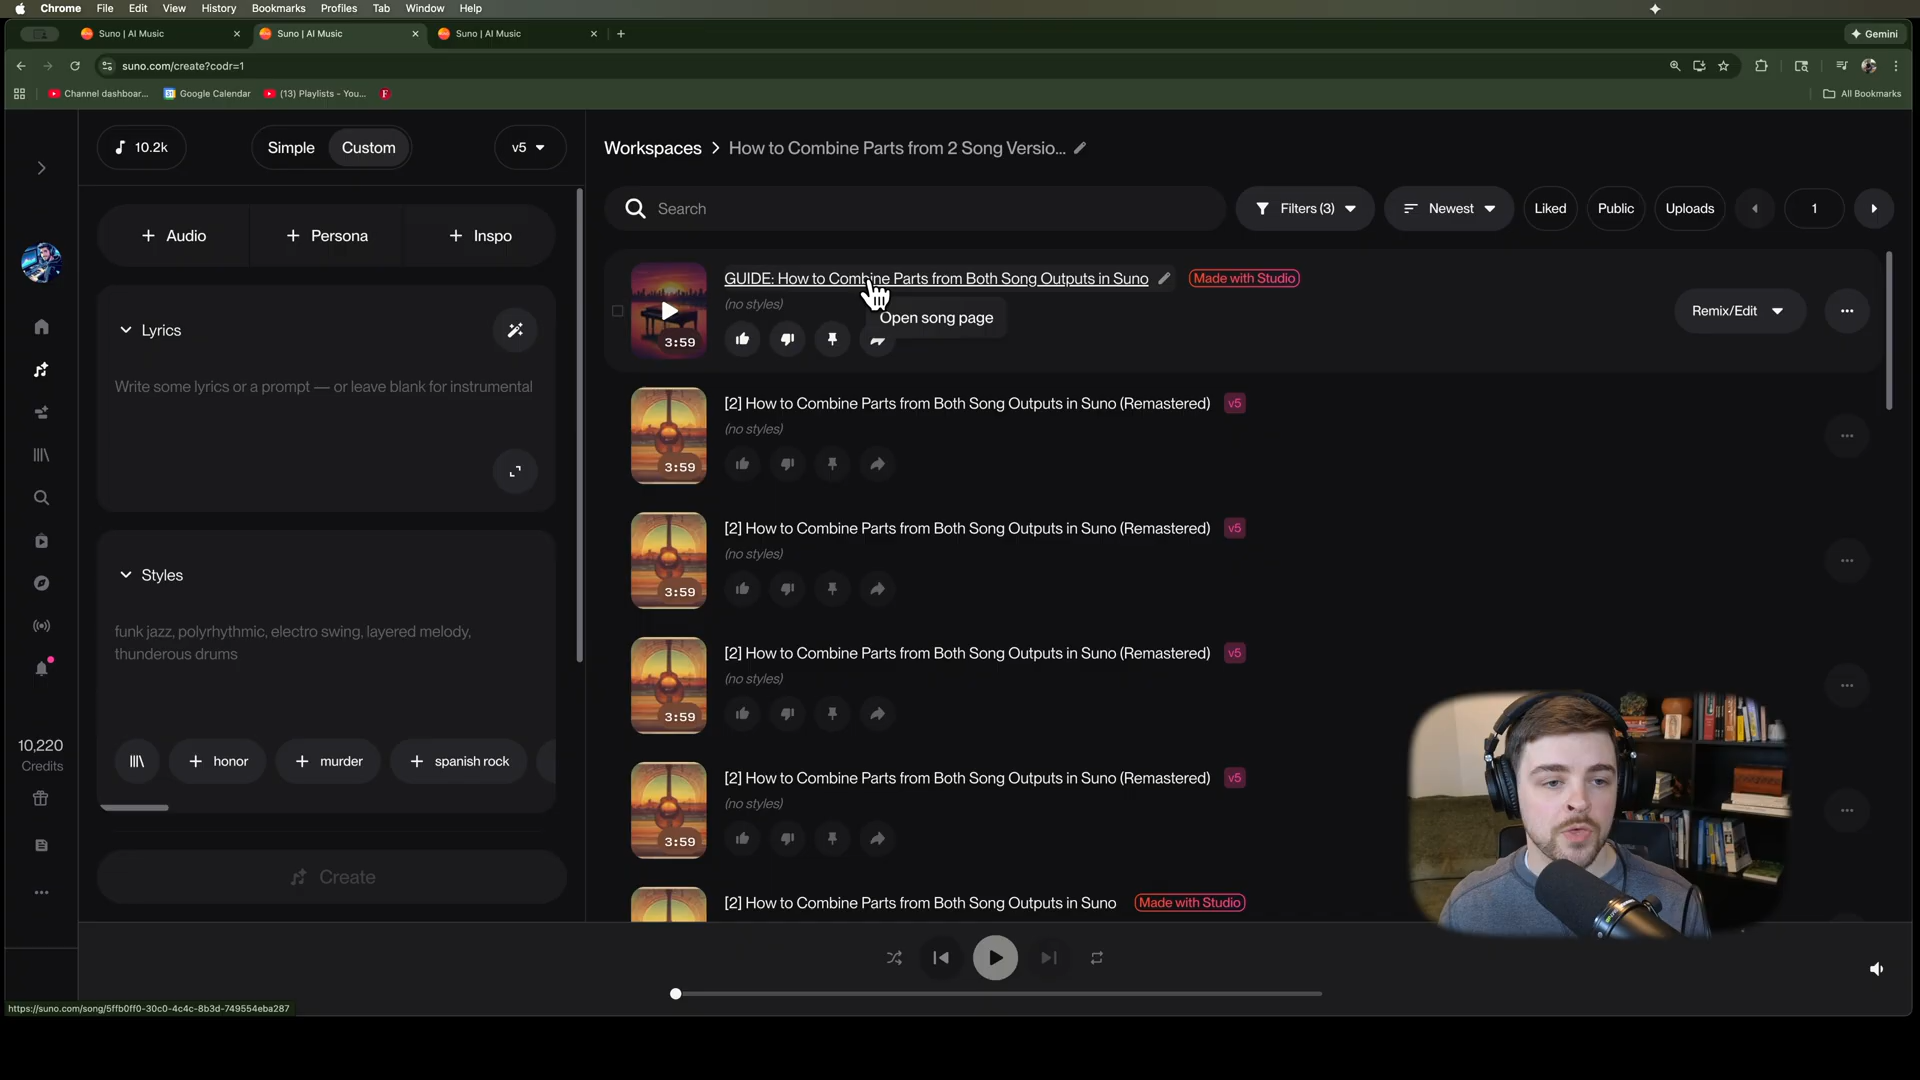 Chrome File Edit View History Bookmarks Profiles Tab Window Help
Suno | AI Music
Suno | AI Music
Suno | AI Music
Gemini
suno.com/create?codr=1
Channel dashboar...
Google Calendar
(13) Playlists - You...
All Bookmarks
10.2k
Simple
Custom
v5
Workspaces > How to Combine Parts from 2 Song Versio...
Audio
Persona
Inspo
Search
Filters (3)
Newest
Liked
Public
Uploads
1
Lyrics
Write some lyrics or a prompt — or leave blank for instrumental
Styles
funk jazz, polyrhythmic, electro swing, layered melody,
thunderous drums
honor
murder
spanish rock
Create
10,220
Credits
GUIDE: How to Combine Parts from Both Song Outputs in Suno
Made with Studio
(no styles)
Open song page
3:59
Remix/Edit
[2] How to Combine Parts from Both Song Outputs in Suno (Remastered) v5
(no styles)
3:59
[2] How to Combine Parts from Both Song Outputs in Suno (Remastered) v5
(no styles)
3:59
[2] How to Combine Parts from Both Song Outputs in Suno (Remastered) v5
(no styles)
3:59
[2] How to Combine Parts from Both Song Outputs in Suno (Remastered) v5
(no styles)
3:59
[2] How to Combine Parts from Both Song Outputs in Suno Made with Studio
https://suno.com/song/5ffb0ff0-30c0-4c4c-8b3d-749554eba287